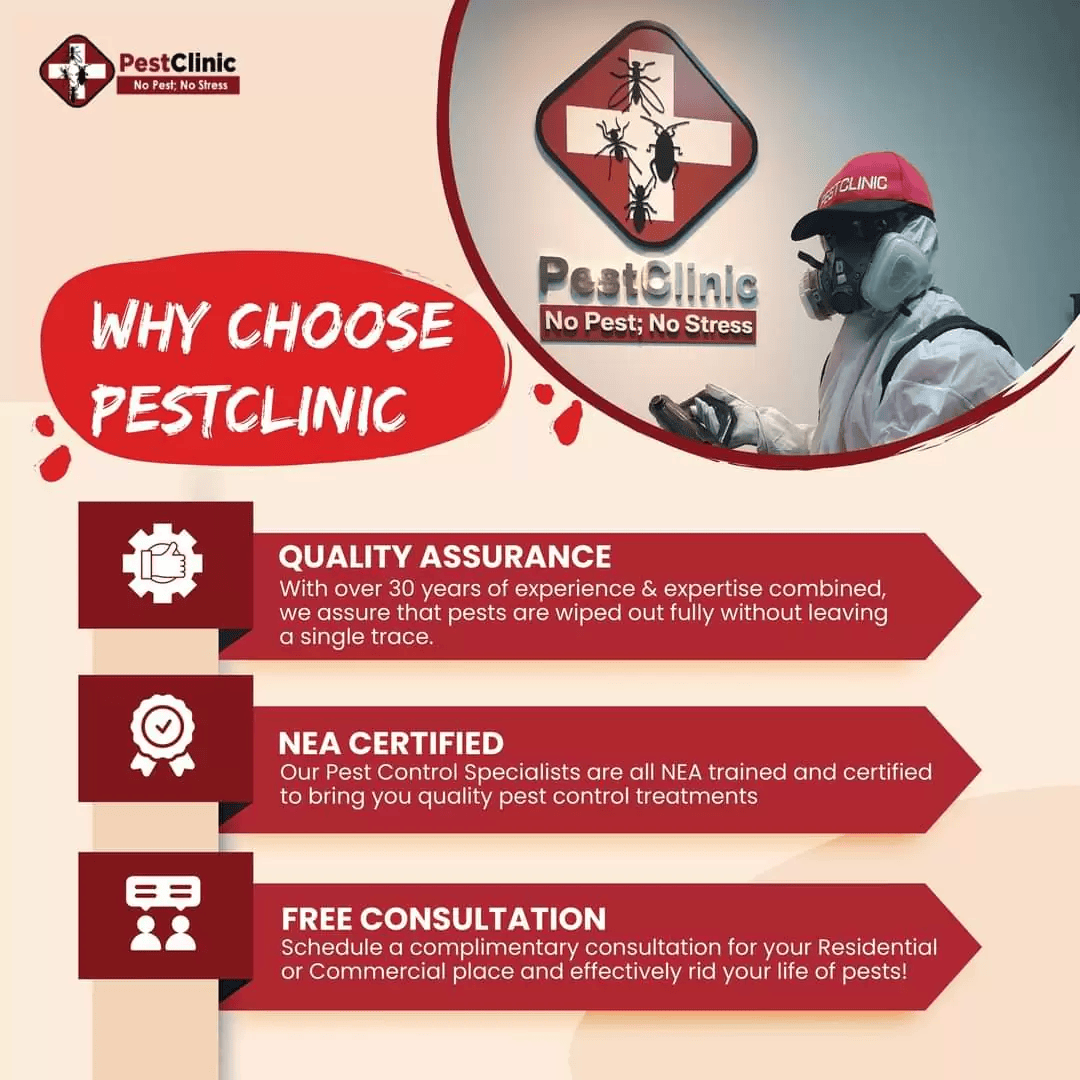 PestClinic
No Pest; No Stress
PestClinic
No Pest; No Stress
PESTCLINIC
WHY CHOOSE
PESTCLINIC
QUALITY ASSURANCE
With over 30 years of experience & expertise combined,
we assure that pests are wiped out fully without leaving
a single trace.
NEA CERTIFIED
Our Pest Control Specialists are all NEA trained and certified
to bring you quality pest control treatments
FREE CONSULTATION
Schedule a complimentary consultation for your Residential
or Commercial place and effectively rid your life of pests!